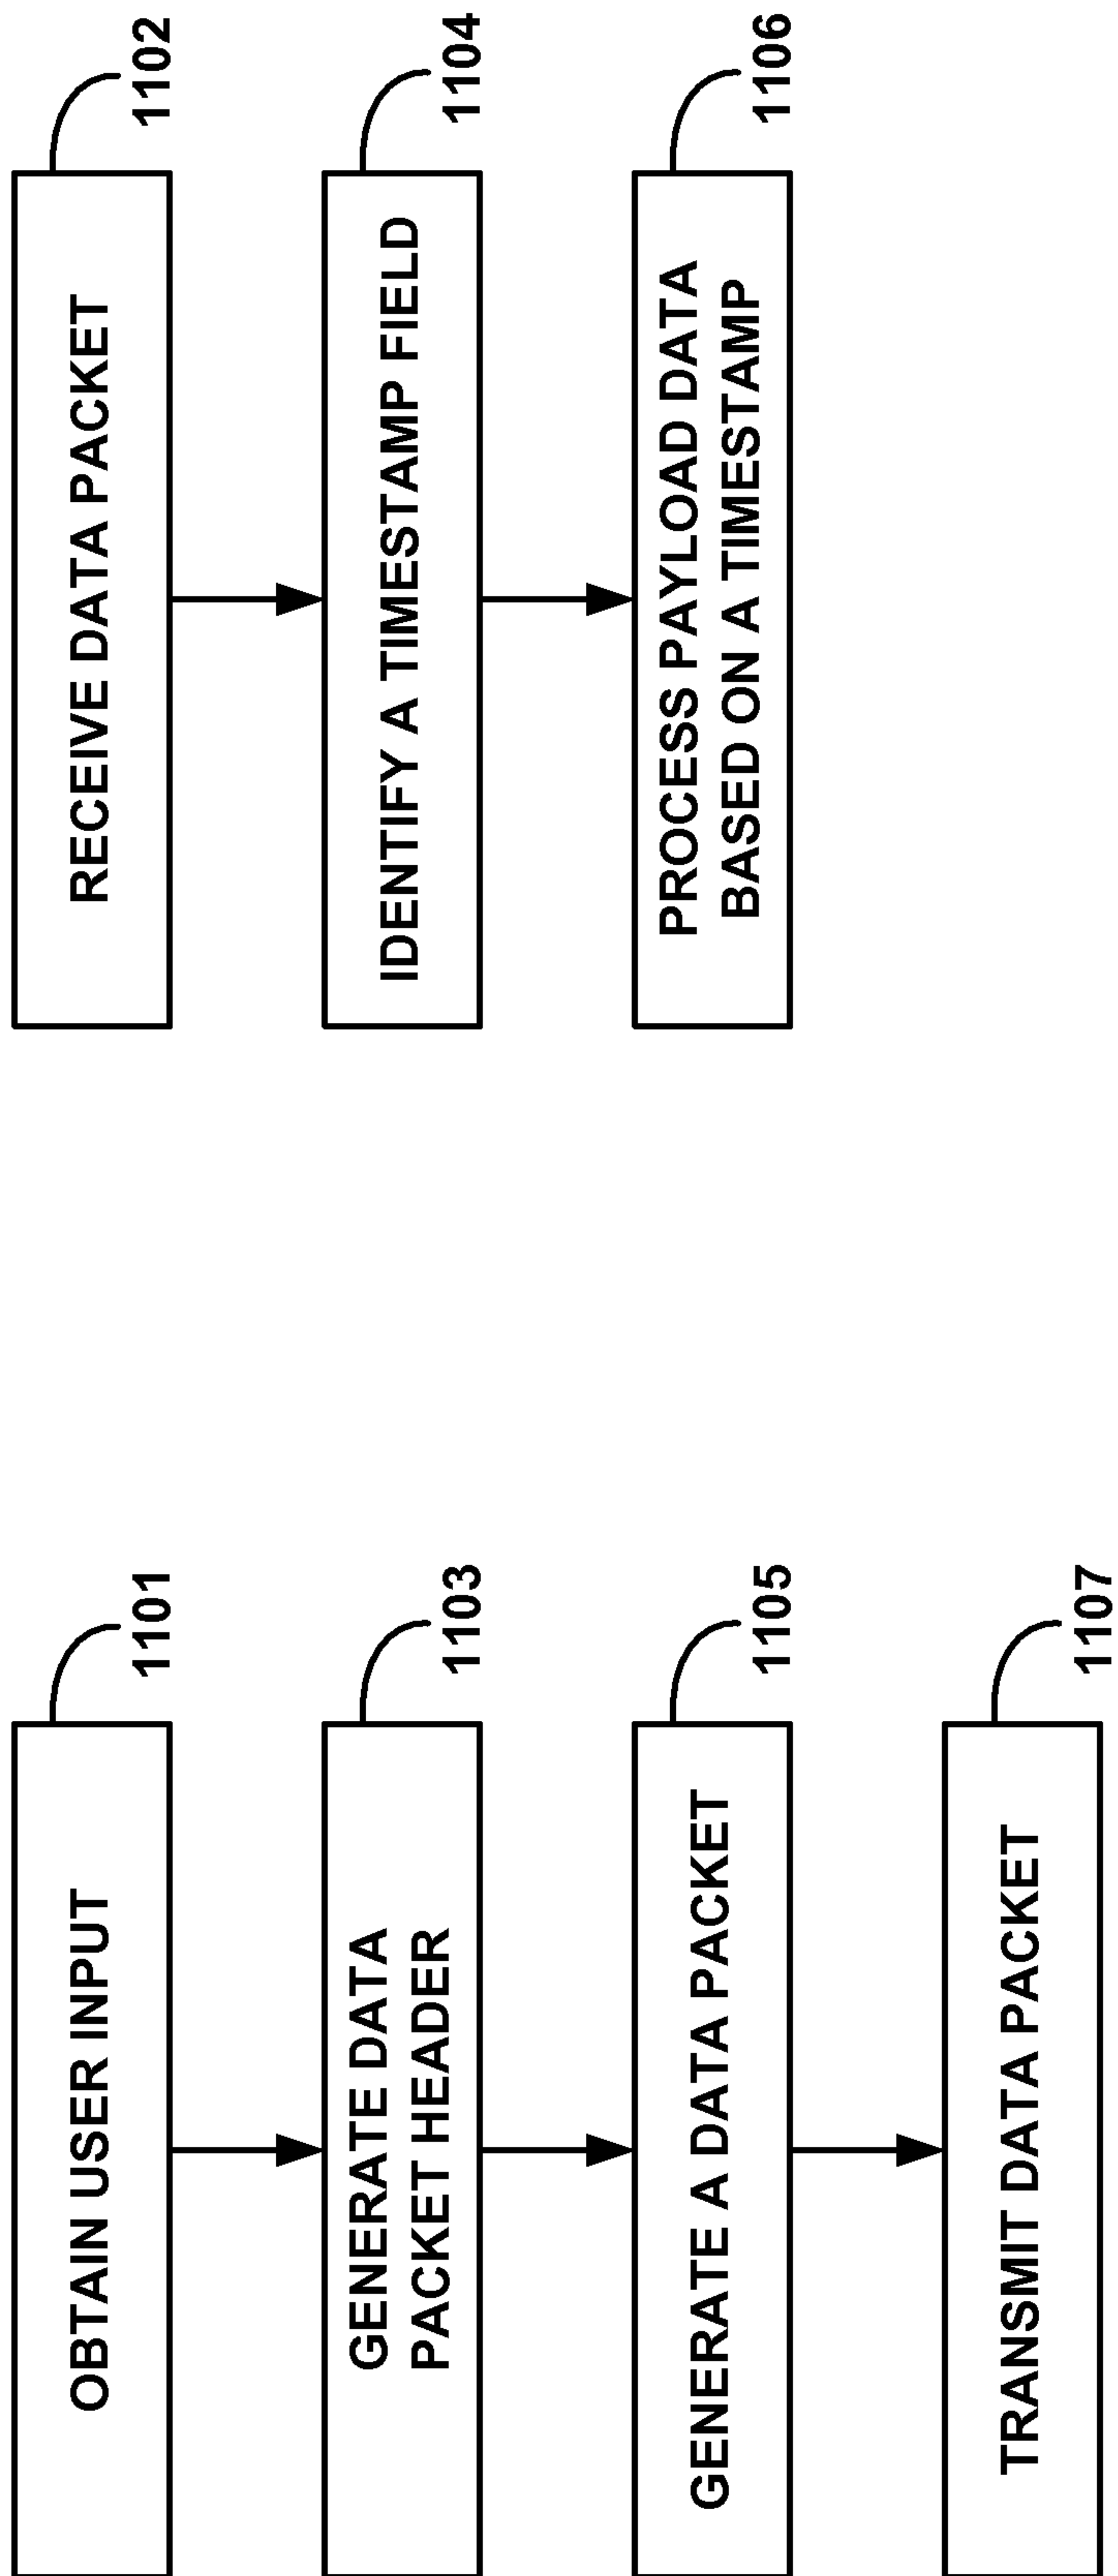 OBTAIN USER INPUT
1101
GENERATE DATA
PACKET HEADER
1103
GENERATE A DATA PACKET
1105
TRANSMIT DATA PACKET
1107
RECEIVE DATA PACKET
1102
IDENTIFY A TIMESTAMP FIELD
1104
PROCESS PAYLOAD DATA
BASED ON A TIMESTAMP
1106